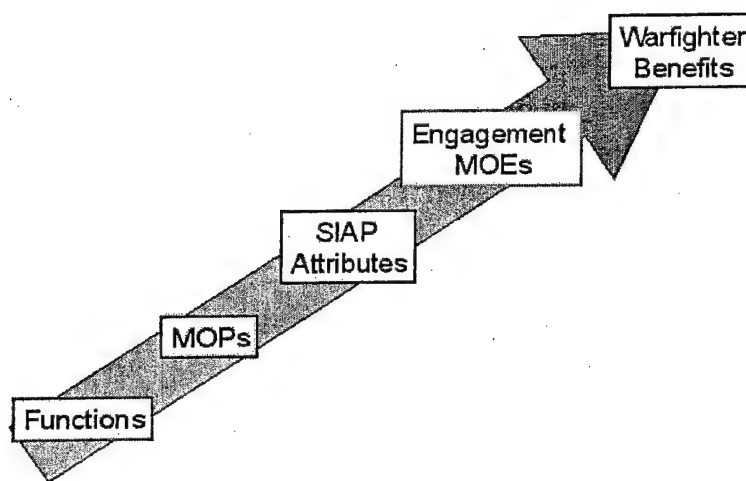 Warfighter
Benefits
Engagement
MOEs
SIAP
Attributes
MOPs
Functions